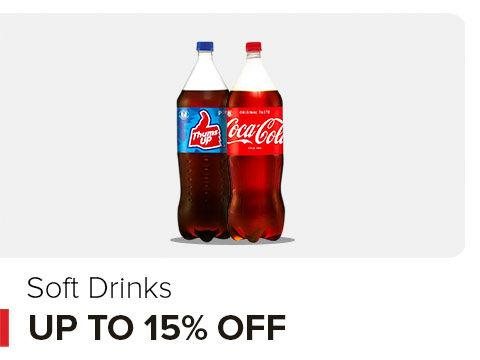 Thums
UP
ORIGINAL TASTE
Coca-Cola
Soft Drinks
UP TO 15% OFF